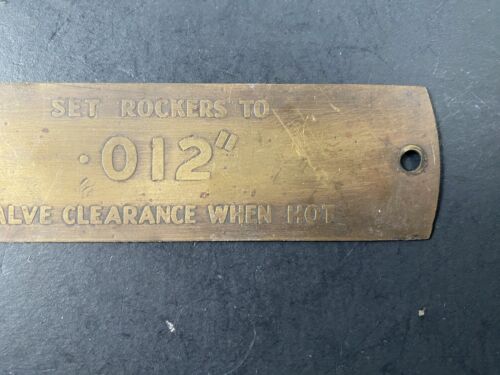 SET ROCKERS TO
.012"
ALVE CLEARANCE WHEN HOT